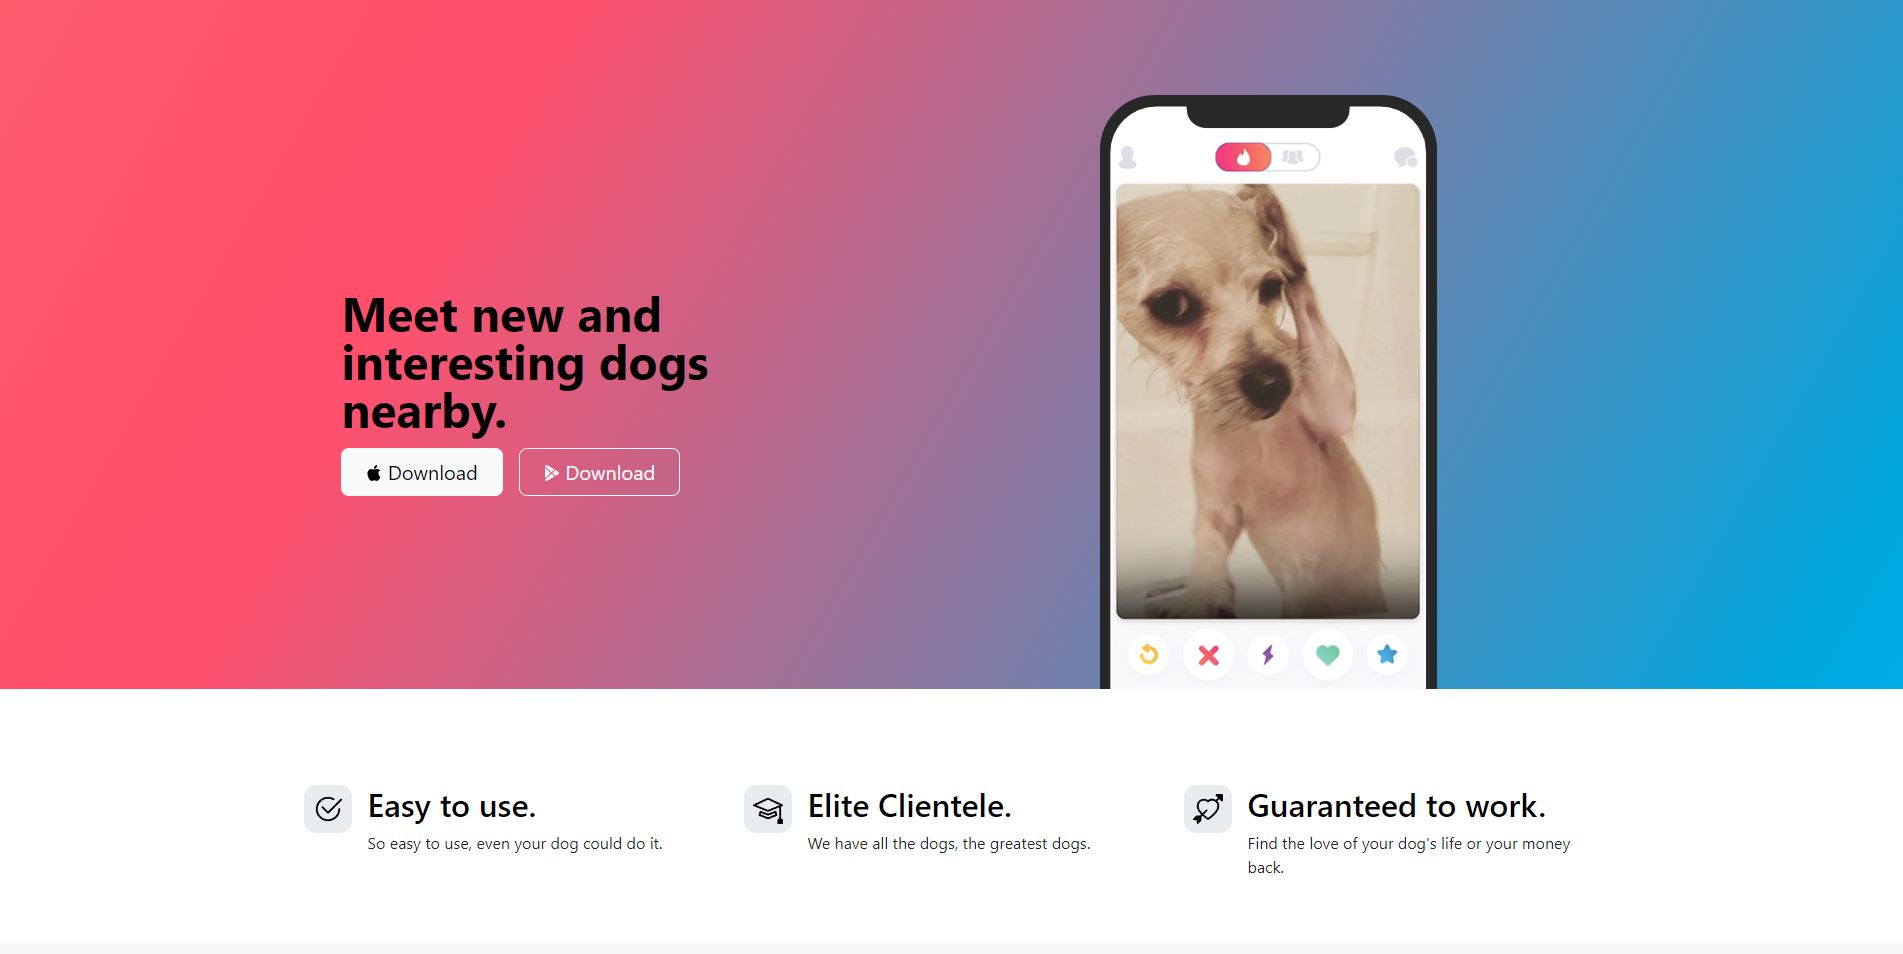 Meet new and
interesting dogs
nearby.
Download
Download
Easy to use.
So easy to use, even your dog could do it.
Elite Clientele.
We have all the dogs, the greatest dogs.
Guaranteed to work.
Find the love of your dog's life or your money
back.